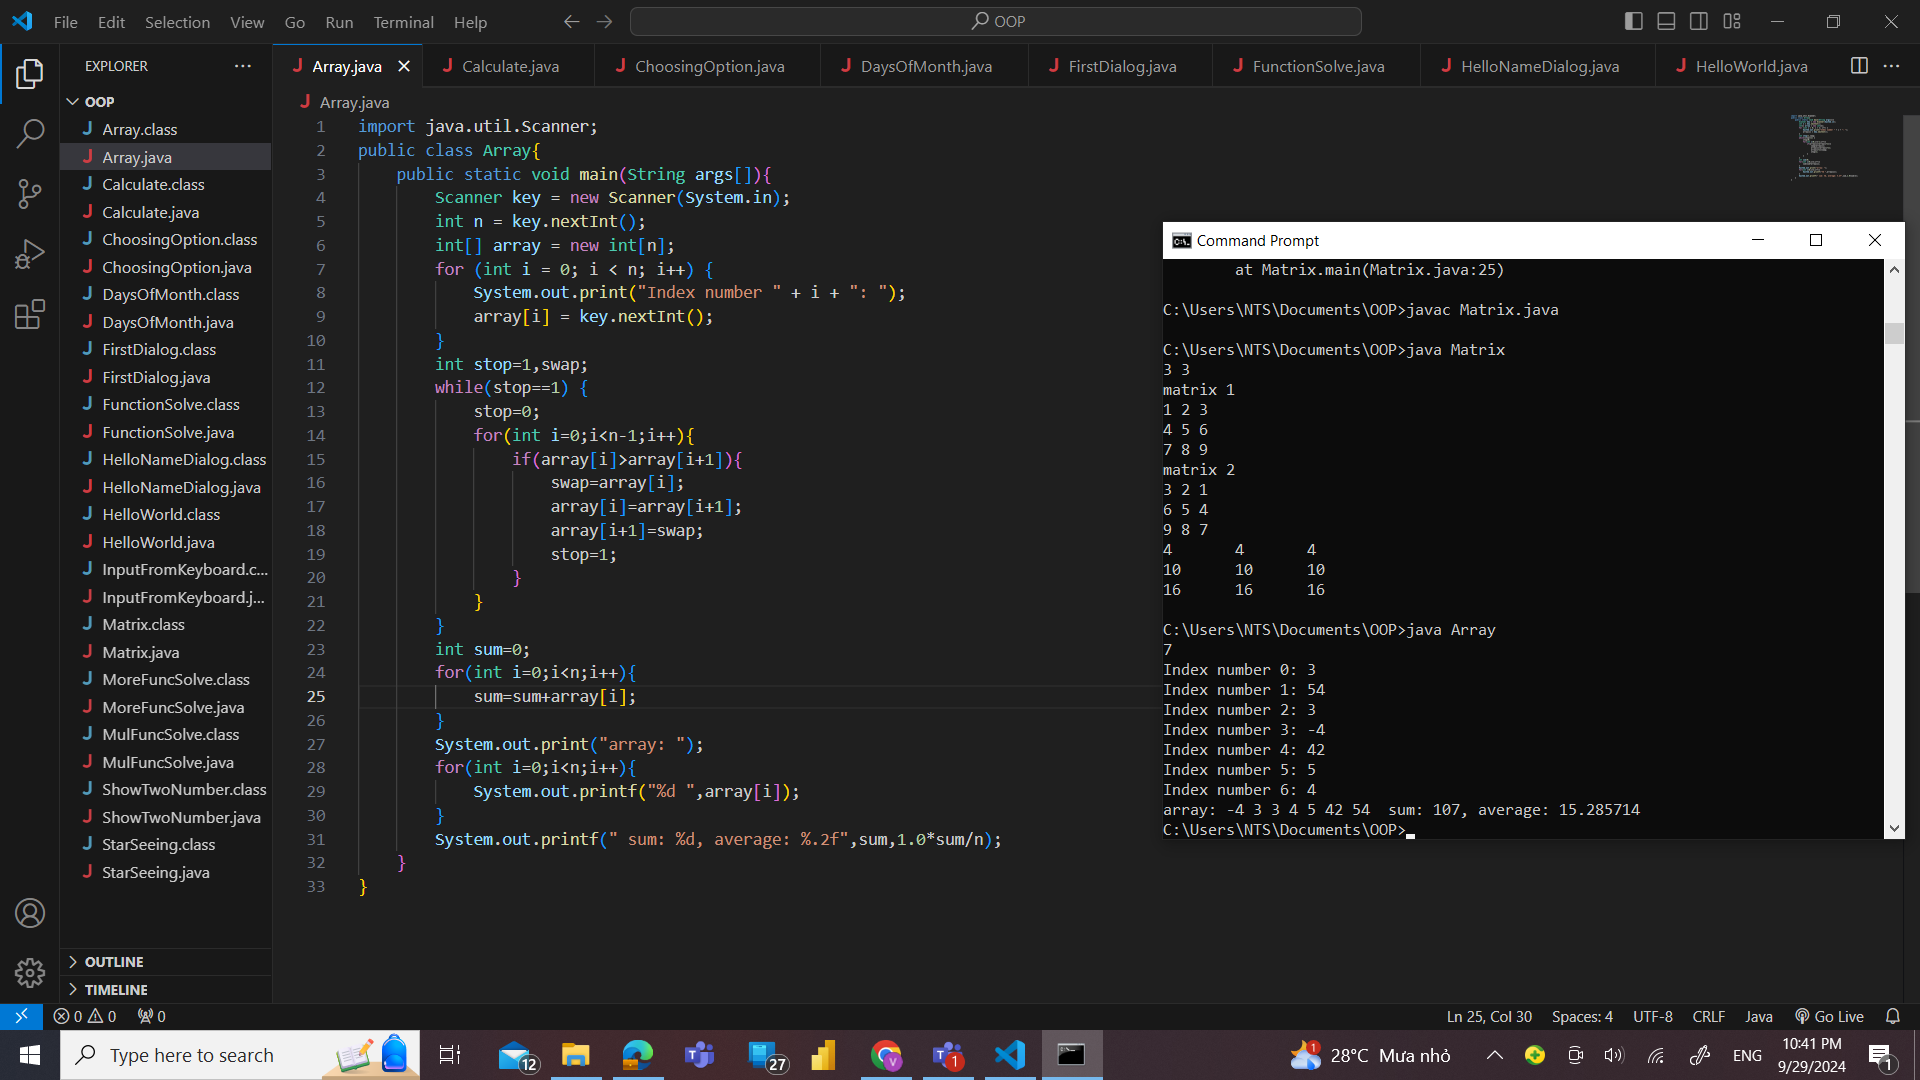 File Edit Selection View Go Run Terminal Help
OOP
EXPLORER
Array.java
Calculate.java
ChoosingOption.java
DaysOfMonth.java
FirstDialog.java
FunctionSolve.java
HelloNameDialog.java
HelloWorld.java
OOP
Array.class
Array.java
Calculate.class
Calculate.java
ChoosingOption.class
ChoosingOption.java
DaysOfMonth.class
DaysOfMonth.java
FirstDialog.class
FirstDialog.java
FunctionSolve.class
FunctionSolve.java
HelloNameDialog.class
HelloNameDialog.java
HelloWorld.class
HelloWorld.java
InputFromKeyboard.c...
InputFromKeyboard.j...
Matrix.class
Matrix.java
MoreFuncSolve.class
MoreFuncSolve.java
MulFuncSolve.class
MulFuncSolve.java
ShowTwoNumber.class
ShowTwoNumber.java
StarSeeing.class
StarSeeing.java
OUTLINE
TIMELINE
Array.java
1 import java.util.Scanner;
2 public class Array{
3 public static void main(String args[]){
4 Scanner key = new Scanner(System.in);
5 int n = key.nextInt();
6 int[] array = new int[n];
7 for (int i = 0; i < n; i++) {
8 System.out.print("Index number " + i + ": ");
9 array[i] = key.nextInt();
10 }
11 int stop=1,swap;
12 while(stop==1) {
13 stop=0;
14 for(int i=0;i<n-1;i++){
15 if(array[i]>array[i+1]){
16 swap=array[i];
17 array[i]=array[i+1];
18 array[i+1]=swap;
19 stop=1;
20 }
21 }
22 }
23 int sum=0;
24 for(int i=0;i<n;i++){
25 sum=sum+array[i];
26 }
27 System.out.print("array: ");
28 for(int i=0;i<n;i++){
29 System.out.printf("%d ",array[i]);
30 }
31 System.out.printf(" sum: %d, average: %.2f",sum,1.0*sum/n);
32 }
33 }
Command Prompt
at Matrix.main(Matrix.java:25)
C:\Users\NTS\Documents\OOP>javac Matrix.java
C:\Users\NTS\Documents\OOP>java Matrix
3 3
matrix 1
1 2 3
4 5 6
7 8 9
matrix 2
3 2 1
6 5 4
9 8 7
4 4 4
10 10 10
16 16 16
C:\Users\NTS\Documents\OOP>java Array
7
Index number 0: 3
Index number 1: 54
Index number 2: 3
Index number 3: -4
Index number 4: 42
Index number 5: 5
Index number 6: 4
array: -4 3 3 4 5 42 54  sum: 107, average: 15.285714
C:\Users\NTS\Documents\OOP>
0 0 0
Ln 25, Col 30 Spaces: 4 UTF-8 CRLF Java Go Live
Type here to search
12
27
1
1
28°C Mưa nhỏ
ENG
10:41 PM
9/29/2024
1